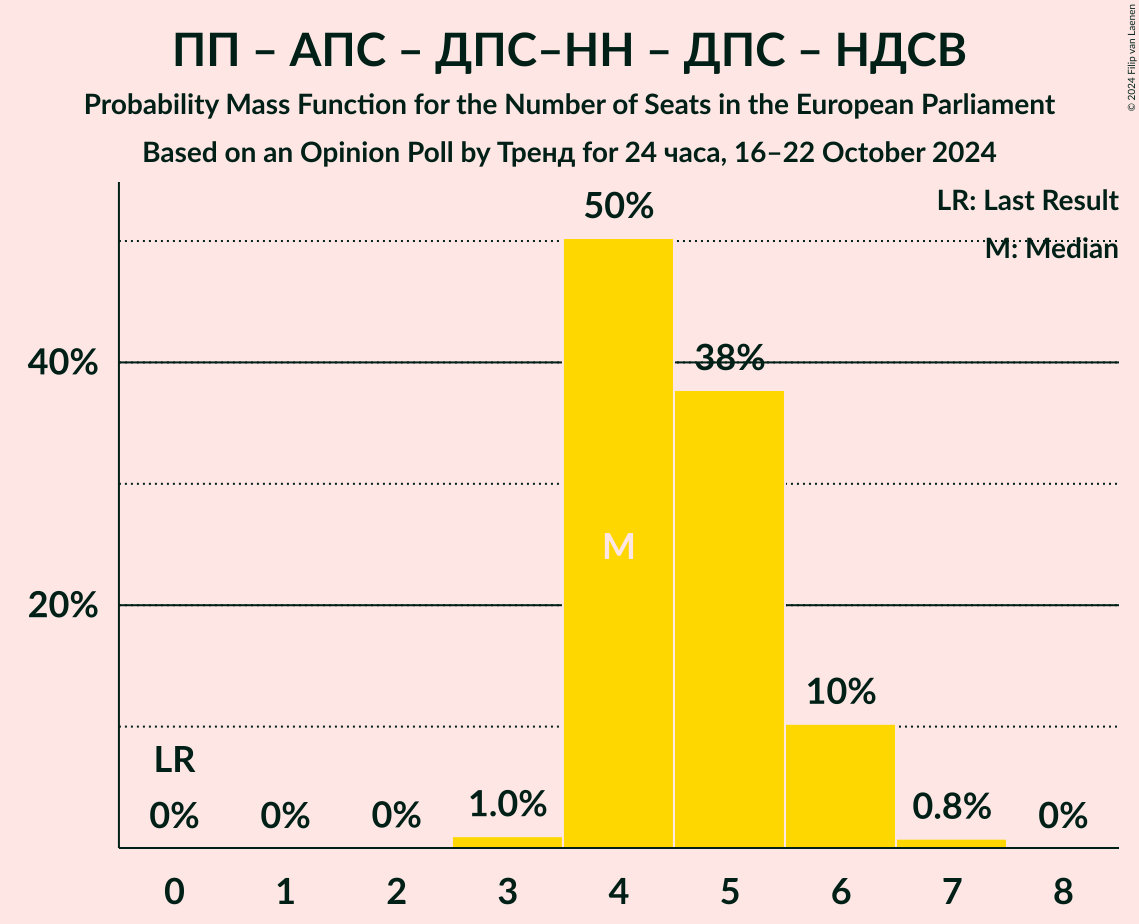 ПП – АПС – ДПС–НН – ДПС – НДСВ
Probability Mass Function for the Number of Seats in the European Parliament
Based on an Opinion Poll by Тренд for 24 часа, 16–22 October 2024
© 2024 Filip van Laenen
LR: Last Result
M: Median
50%
40%
38%
M
20%
10%
LR
0%
0%
0%
1.0%
0.8%
0%
0 1 2 3 4 5 6 7 8